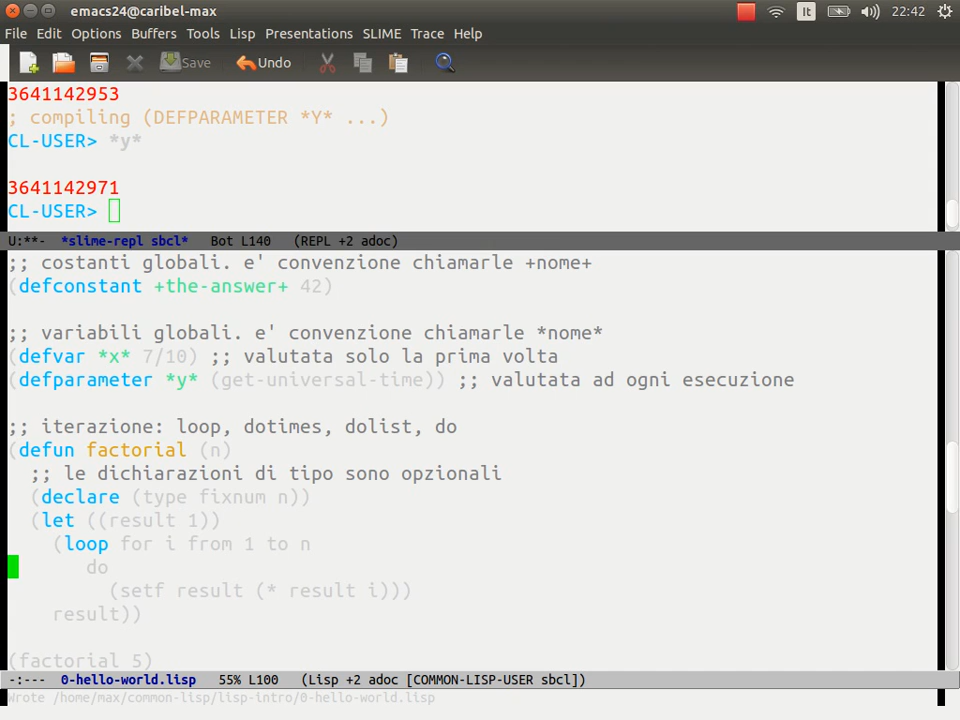 emacs24@caribel-max
It
22:42
File Edit Options Buffers Tools Lisp Presentations SLIME Trace Help
Save Undo
3641142953
; compiling (DEFPARAMETER *Y* ...)
CL-USER> *y*
3641142971
CL-USER>
U:**- *slime-repl sbcl* Bot L140 (REPL +2 adoc)
;; costanti globali. e' convenzione chiamarle +nome+
(defconstant +the-answer+ 42)
;; variabili globali. e' convenzione chiamarle *nome*
(defvar *x* 7/10) ;; valutata solo la prima volta
(defparameter *y* (get-universal-time)) ;; valutata ad ogni esecuzione
;; iterazione: loop, dotimes, dolist, do
(defun factorial (n)
;; le dichiarazioni di tipo sono opzionali
(declare (type fixnum n))
(let ((result 1))
(loop for i from 1 to n
do
(setf result (* result i)))
result))
(factorial 5)
-:--- 0-hello-world.lisp 55% L100 (Lisp +2 adoc [COMMON-LISP-USER sbcl])
Wrote /home/max/common-lisp/lisp-intro/0-hello-world.lisp